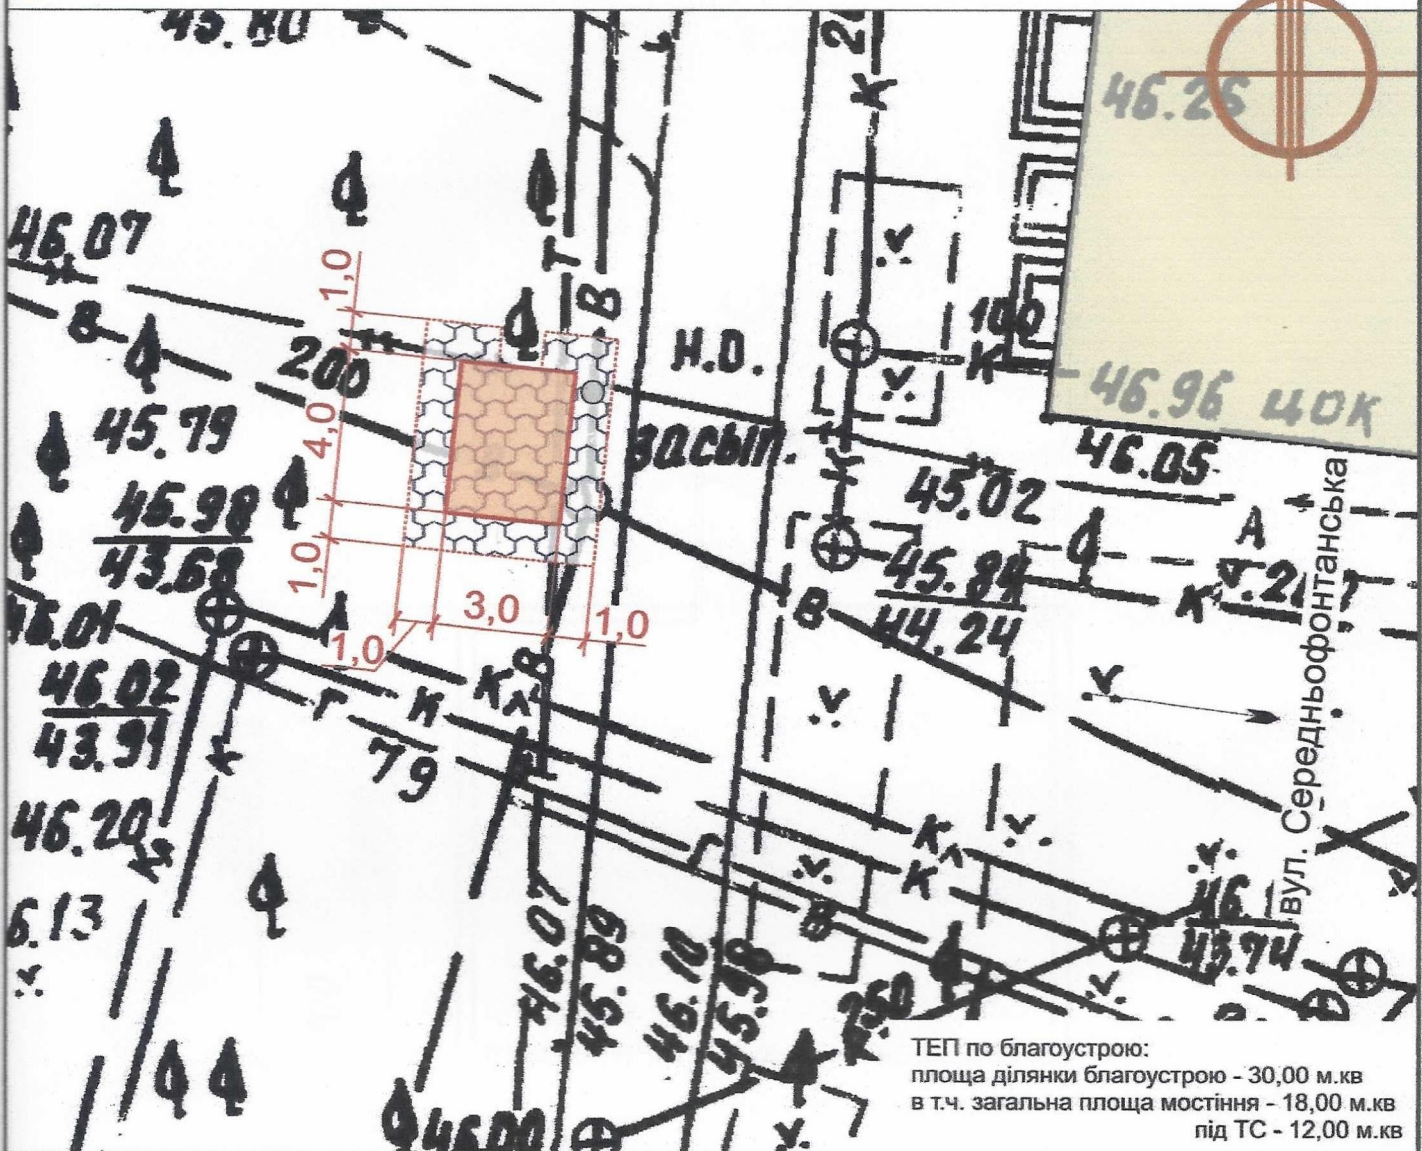 45.80
46.26
46.07
1,0
Т
В
К
В
200
Н.О.
100
К
46.96 цок
4,0
45.79
засып.
46.05
45.02
45.98
43.68
1,0
А
45.84
44.24
К
В
46.01
3,0
1,0
1,0
46.02
43.91
В
К
Г
К
79
вул. Середньофонтанська
46.20
К
К
Г
К
6.13
В
43.74
46.07
45.89
46.10
45.98
250
46.00
ТЕП по благоустрою:
площа ділянки благоустрою - 30,00 м.кв
в т.ч. загальна площа мостіння - 18,00 м.кв
під ТС - 12,00 м.кв